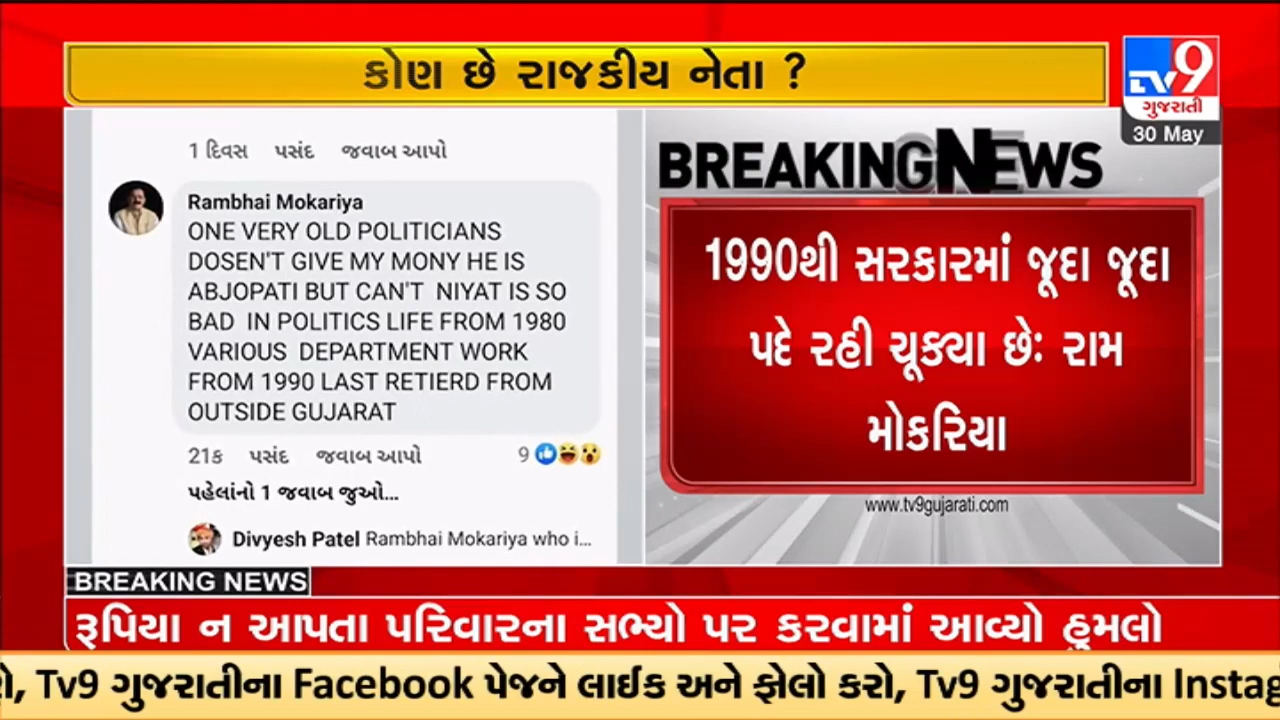 કોણ છે રાજકીય નેતા ?
TV9
ગુજરાતી
30 May
1 દિવસ પસંદ જવાબ આપો
Rambhai Mokariya
ONE VERY OLD POLITICIANS
DOSEN'T GIVE MY MONY HE IS
ABJOPATI BUT CAN'T NIYAT IS SO
BAD IN POLITICS LIFE FROM 1980
VARIOUS DEPARTMENT WORK
FROM 1990 LAST RETIERD FROM
OUTSIDE GUJARAT
21ક પસંદ જવાબ આપો 9
પહેલાંનો 1 જવાબ જુઓ...
Divyesh Patel Rambhai Mokariya who i...
BREAKING NEWS
1990થી સરકારમાં જૂદા જૂદા
પદે રહી ચૂક્યા છેઃ રામ
મોકરિયા
www.tv9gujarati.com
BREAKING NEWS
રૂપિયા ન આપતા પરિવારના સભ્યો પર કરવામાં આવ્યો હુમલો
, Tv9 ગુજરાતીના Facebook પેજને લાઈક અને ફોલો કરો, Tv9 ગુજરાતીના Instag